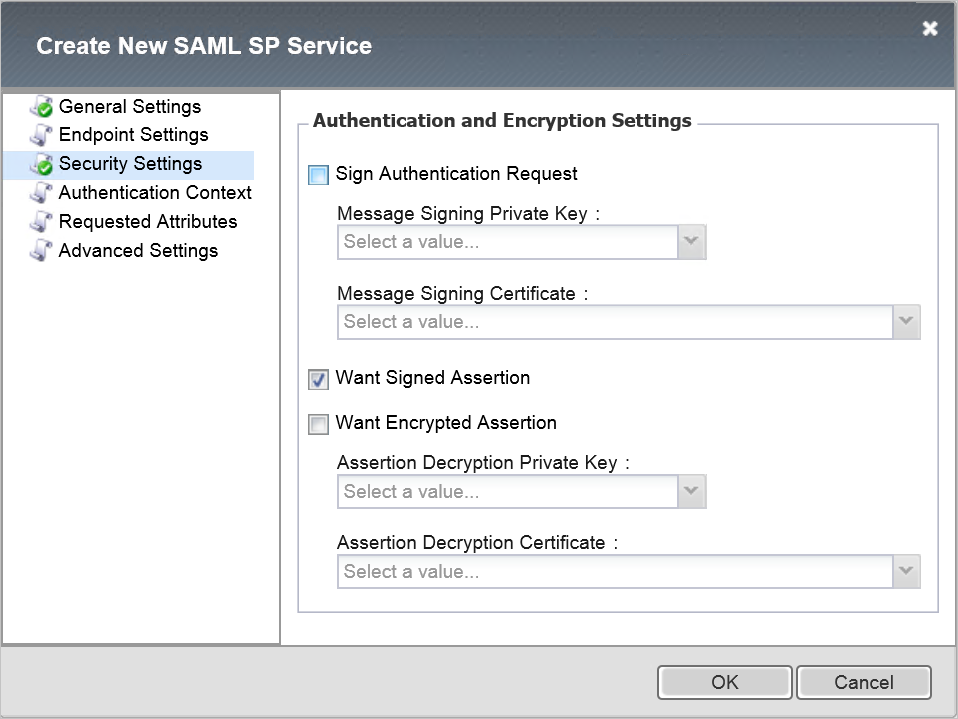 Create New SAML SP Service
General Settings
Endpoint Settings
Security Settings
Authentication Context
Requested Attributes
Advanced Settings
Authentication and Encryption Settings
Sign Authentication Request
Message Signing Private Key :
Select a value...
Message Signing Certificate :
Select a value...
Want Signed Assertion
Want Encrypted Assertion
Assertion Decryption Private Key :
Select a value...
Assertion Decryption Certificate :
Select a value...
OK Cancel